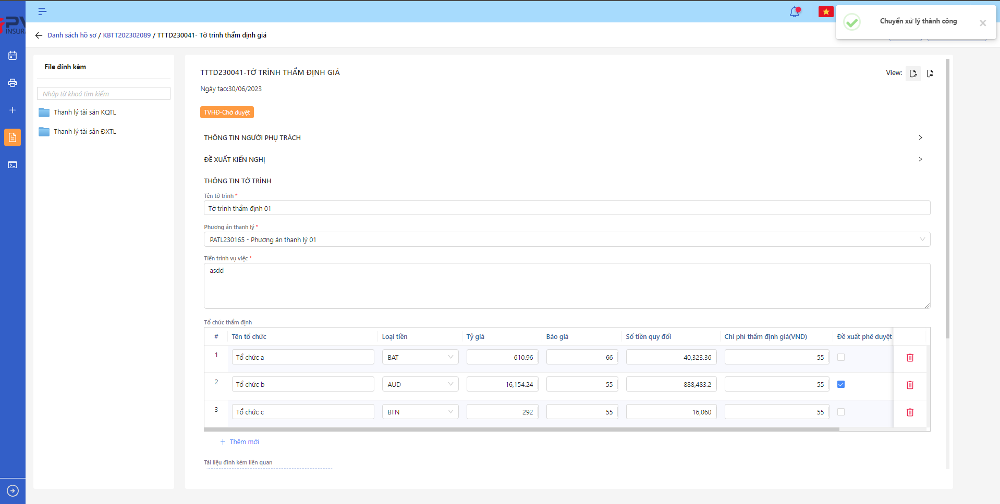 PV
INSURA
Chuyển xử lý thành công
Danh sách hồ sơ / KBTT202302089 / TTTD230041- Tờ trình thẩm định giá
File đính kèm
Nhập từ khoá tìm kiếm
Thanh lý tài sản KQTL
Thanh lý tài sản ĐXTL
TTTD230041-TỜ TRÌNH THẨM ĐỊNH GIÁ
View:
Ngày tạo:30/06/2023
TVHĐ-Chờ duyệt
THÔNG TIN NGƯỜI PHỤ TRÁCH
ĐỀ XUẤT KIẾN NGHỊ
THÔNG TIN TỜ TRÌNH
Tên tờ trình *
Tờ trình thẩm định 01
Phương án thanh lý *
PATL230165 - Phương án thanh lý 01
Tiến trình vụ việc *
asdd
Tổ chức thẩm định
# Tên tổ chức Loại tiền Tỷ giá Báo giá Số tiền quy đổi Chi phí thẩm định giá(VND) Đề xuất phê duyệt
1 Tổ chức a BAT 610.96 66 40,323.36 55
2 Tổ chức b AUD 16,154.24 55 888,483.2 55
3 Tổ chức c BTN 292 55 16,060 55
+ Thêm mới
Tài liệu đính kèm liên quan